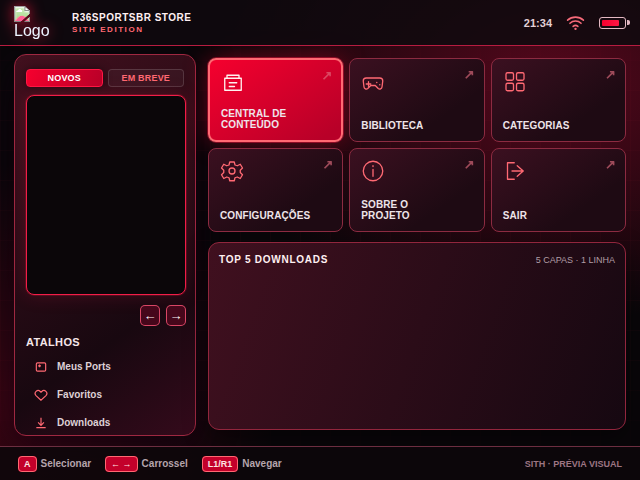 Logo
R36SPORTSBR STORE
SITH EDITION
21:34
NOVOS
EM BREVE
← →
ATALHOS
Meus Ports
Favoritos
Downloads
↗
CENTRAL DE
CONTEÚDO
↗
BIBLIOTECA
↗
CATEGORIAS
↗
CONFIGURAÇÕES
↗
SOBRE O
PROJETO
↗
SAIR
TOP 5 DOWNLOADS
5 CAPAS · 1 LINHA
A Selecionar ← → Carrossel L1/R1 Navegar
SITH · PRÉVIA VISUAL